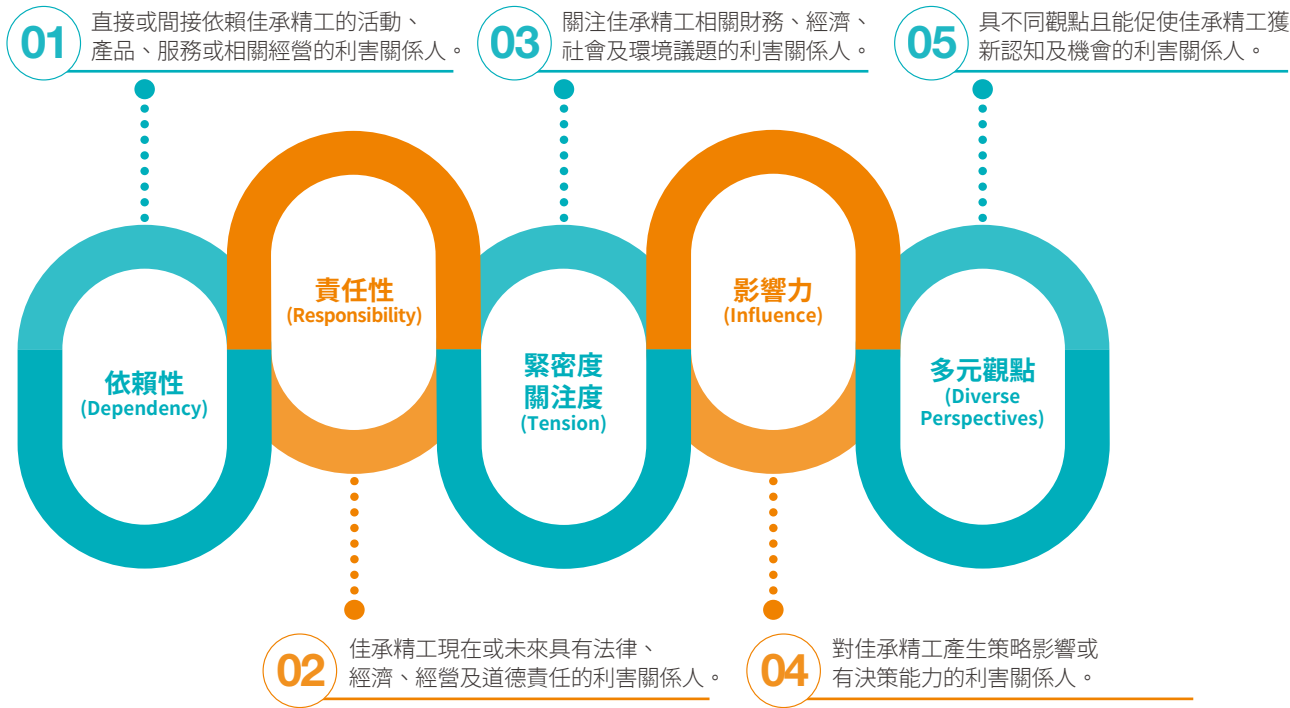 01
直接或間接依賴佳承精工的活動、
產品、服務或相關經營的利害關係人。
03
關注佳承精工相關財務、經濟、
社會及環境議題的利害關係人。
05
具不同觀點且能促使佳承精工獲
新認知及機會的利害關係人。
依賴性
(Dependency)
責任性
(Responsibility)
緊密度
關注度
(Tension)
影響力
(Influence)
多元觀點
(Diverse
Perspectives)
02
佳承精工現在或未來具有法律、
經濟、經營及道德責任的利害關係人。
04
對佳承精工產生策略影響或
有決策能力的利害關係人。